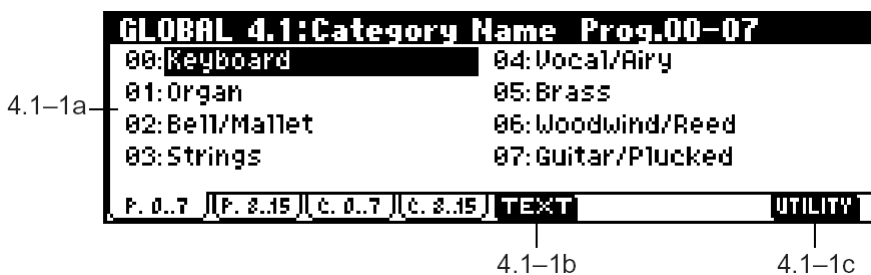 GLOBAL 4.1:Category Name Prog.00-07
00:Keyboard 04:Vocal/Airy
01:Organ 05:Brass
4.1–1a
02:Bell/Mallet 06:Woodwind/Reed
03:Strings 07:Guitar/Plucked
P. 0..7 P. 8..15 C. 0..7 C. 8..15 TEXT UTILITY
4.1–1b 4.1–1c